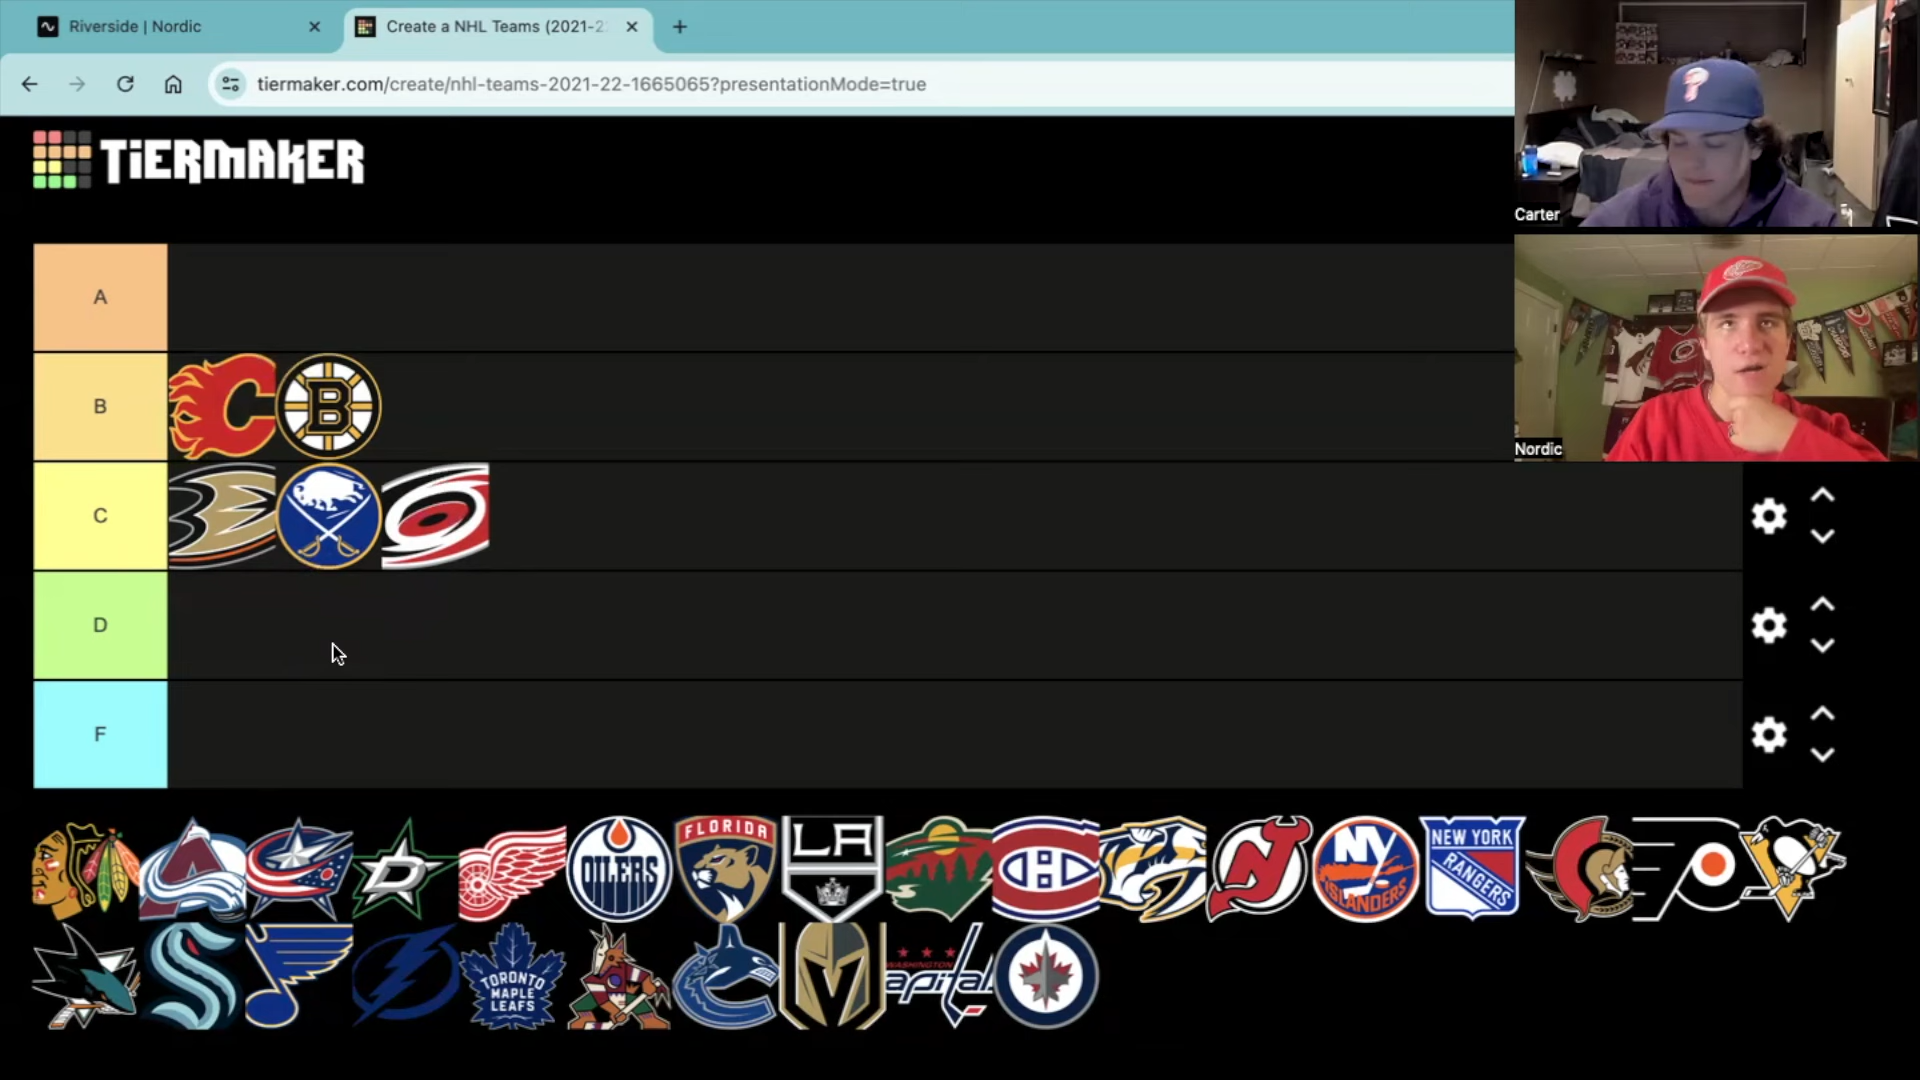 Riverside | Nordic
Create a NHL Teams (2021-2
tiermaker.com/create/nhl-teams-2021-22-1665065?presentationMode=true
TiERMAKER
Carter
Nordic
A
B
C
D
F
C
B
FLORIDA
OILERS
LA
NY
ISLANDERS
NEW YORK
RANGERS
TORONTO
MAPLE
LEAFS
WASHINGTON
capitals